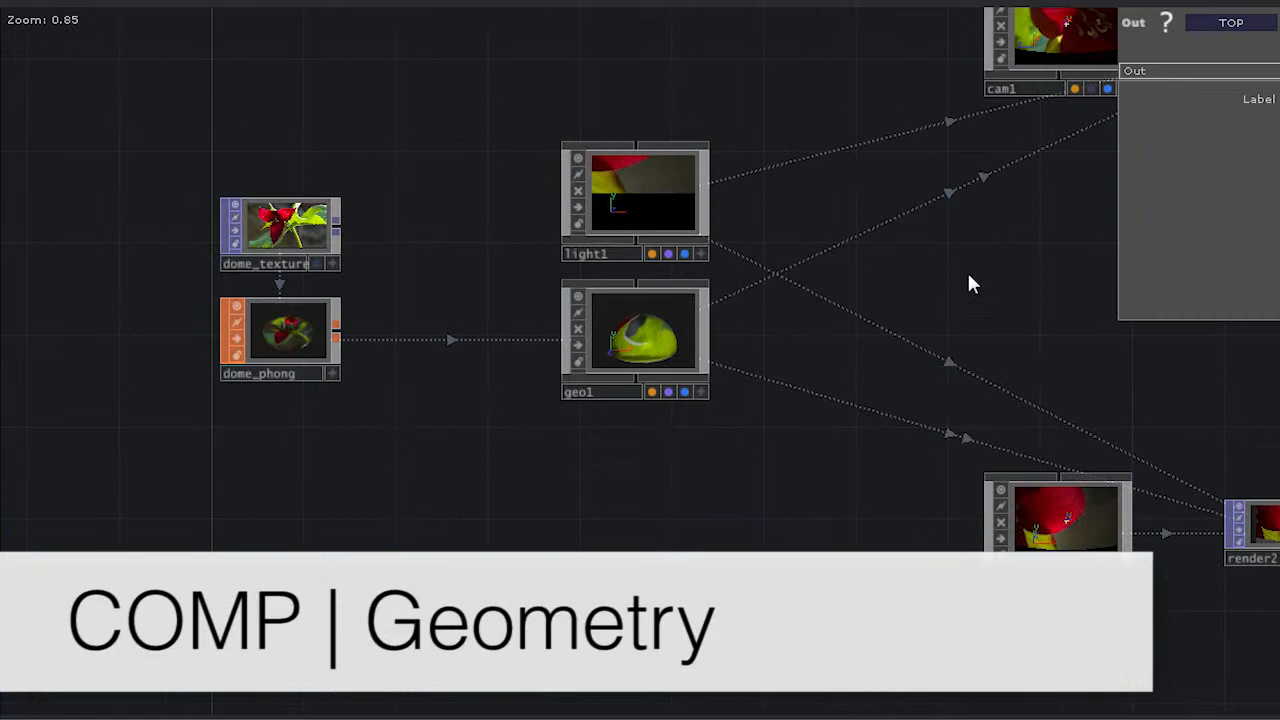 Zoom: 0.85
Out ? TOP
Out
Label
cam1
light1
dome_texture
dome_phong
geo1
render2
COMP | Geometry